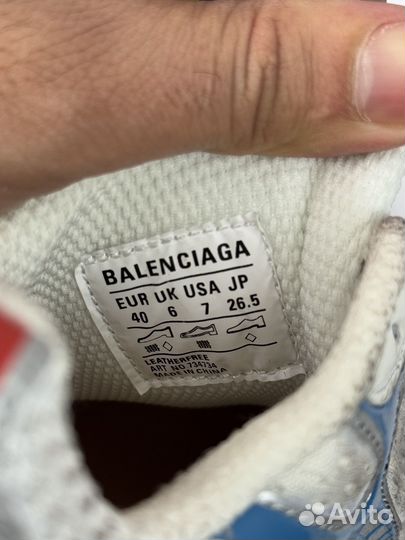 BALENCIAGA
EUR UK USA JP
40 6 7 26.5
LEATHERFREE
ART NO 734734
MADE IN CHINA
Avito